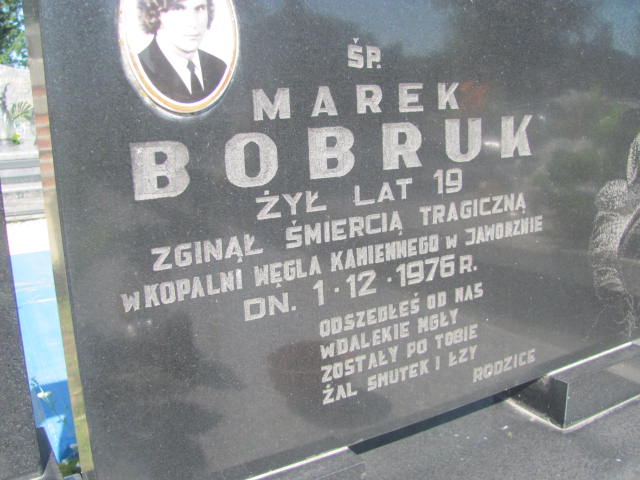 ŚP.
MAREK
BOBRUK
ŻYŁ LAT 19
ZGINĄŁ ŚMIERCIĄ TRAGICZNĄ
W KOPALNI WĘGLA KAMIENNEGO W JAWORZNIE
DN. 1·12·1976 R.
ODSZEDŁEŚ OD NAS
WDALEKIE MGŁY
ZOSTAŁY PO TOBIE
ŻAL SMUTEK I ŁZY
RODZICE